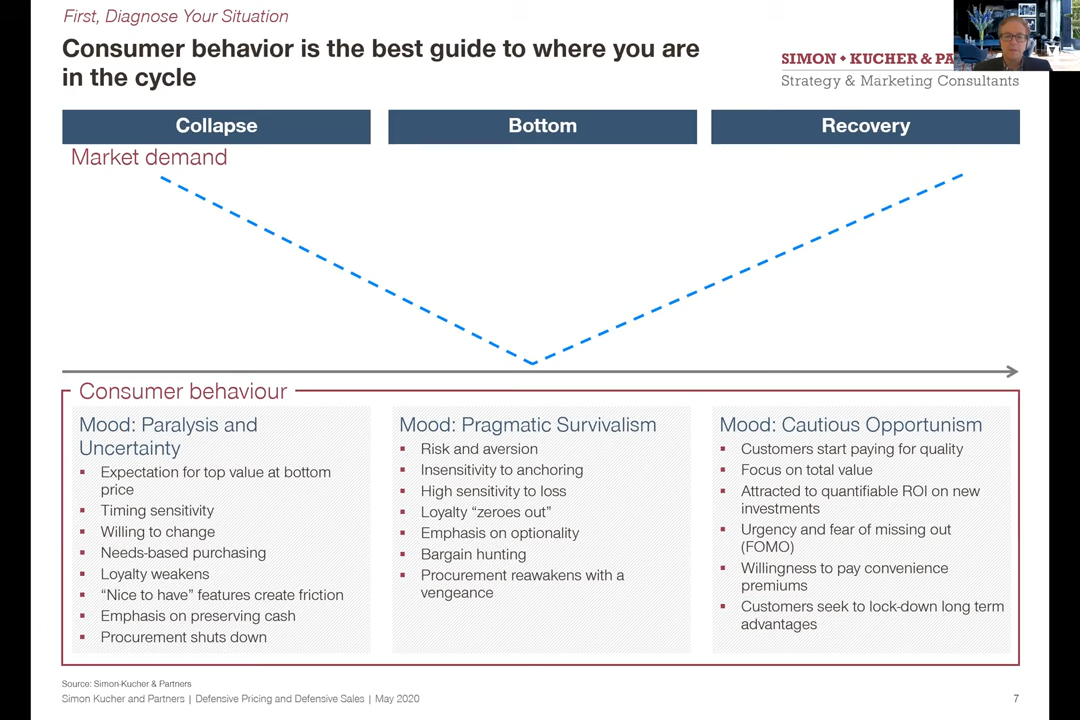 First, Diagnose Your Situation
Consumer behavior is the best guide to where you are
in the cycle
SIMON • KUCHER & PA
Strategy & Marketing Consultants
Collapse
Bottom
Recovery
Market demand
Consumer behaviour
Mood: Paralysis and
Uncertainty
▪ Expectation for top value at bottom
price
▪ Timing sensitivity
▪ Willing to change
▪ Needs-based purchasing
▪ Loyalty weakens
▪ “Nice to have” features create friction
▪ Emphasis on preserving cash
▪ Procurement shuts down
Mood: Pragmatic Survivalism
▪ Risk and aversion
▪ Insensitivity to anchoring
▪ High sensitivity to loss
▪ Loyalty “zeroes out”
▪ Emphasis on optionality
▪ Bargain hunting
▪ Procurement reawakens with a
vengeance
Mood: Cautious Opportunism
▪ Customers start paying for quality
▪ Focus on total value
▪ Attracted to quantifiable ROI on new
investments
▪ Urgency and fear of missing out
(FOMO)
▪ Willingness to pay convenience
premiums
▪ Customers seek to lock-down long term
advantages
Source: Simon-Kucher & Partners
Simon Kucher and Partners | Defensive Pricing and Defensive Sales | May 2020
7